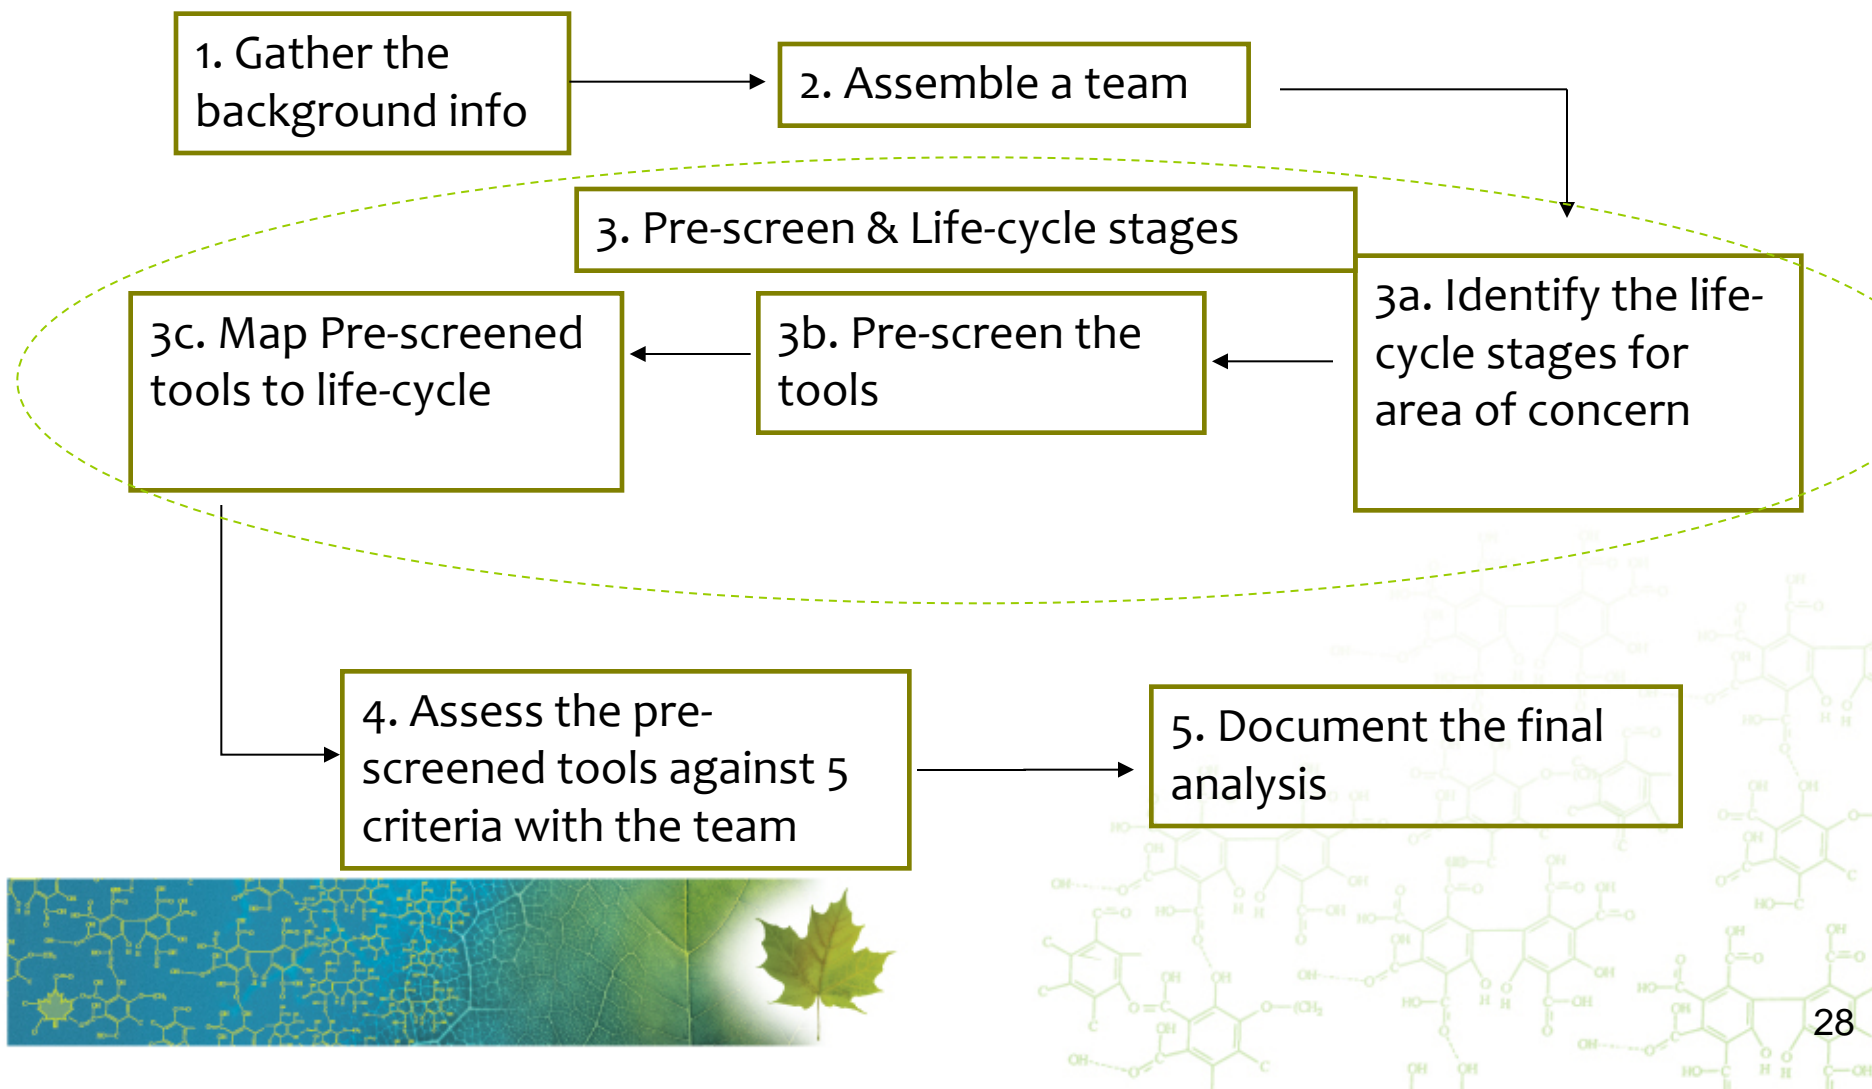 1. Gather the
background info
2. Assemble a team
3. Pre-screen & Life-cycle stages
3a. Identify the life-
cycle stages for
area of concern
3b. Pre-screen the
tools
3c. Map Pre-screened
tools to life-cycle
4. Assess the pre-
screened tools against 5
criteria with the team
5. Document the final
analysis
28